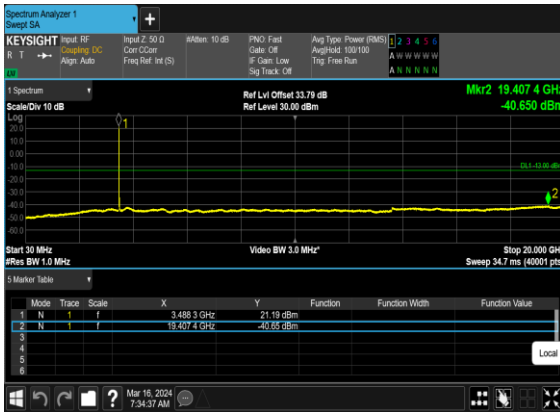 Spectrum Analyzer 1
Swept SA
+
KEYSIGHT
R T
Input: RF
Coupling: DC
Align: Auto
Input Z: 50 Ω
Corr CCorr
Freq Ref: Int (S)
#Atten: 10 dB
PNO: Fast
Gate: Off
IF Gain: Low
Sig Track: Off
Avg Type: Power (RMS)
Avg|Hold: 100/100
Trig: Free Run
1 2 3 4 5 6
A W W W W W
A N N N N N
1 Spectrum
Scale/Div 10 dB
Ref Lvl Offset 33.79 dB
Ref Level 30.00 dBm
Mkr2 19.407 4 GHz
-40.650 dBm
Log
20.0
10.0
0.00
-10.0
-20.0
-30.0
-40.0
-50.0
-60.0
1
DL1 -13.00 dBm
2
Start 30 MHz
#Res BW 1.0 MHz
Video BW 3.0 MHz*
Stop 20.000 GHz
Sweep 34.7 ms (40001 pts)
5 Marker Table
Mode Trace Scale X Y Function Function Width Function Value
1 N 1 f 3.488 3 GHz 21.19 dBm
2 N 1 f 19.407 4 GHz -40.65 dBm
3
4
5
6
Local
?
Mar 16, 2024
7:34:37 AM